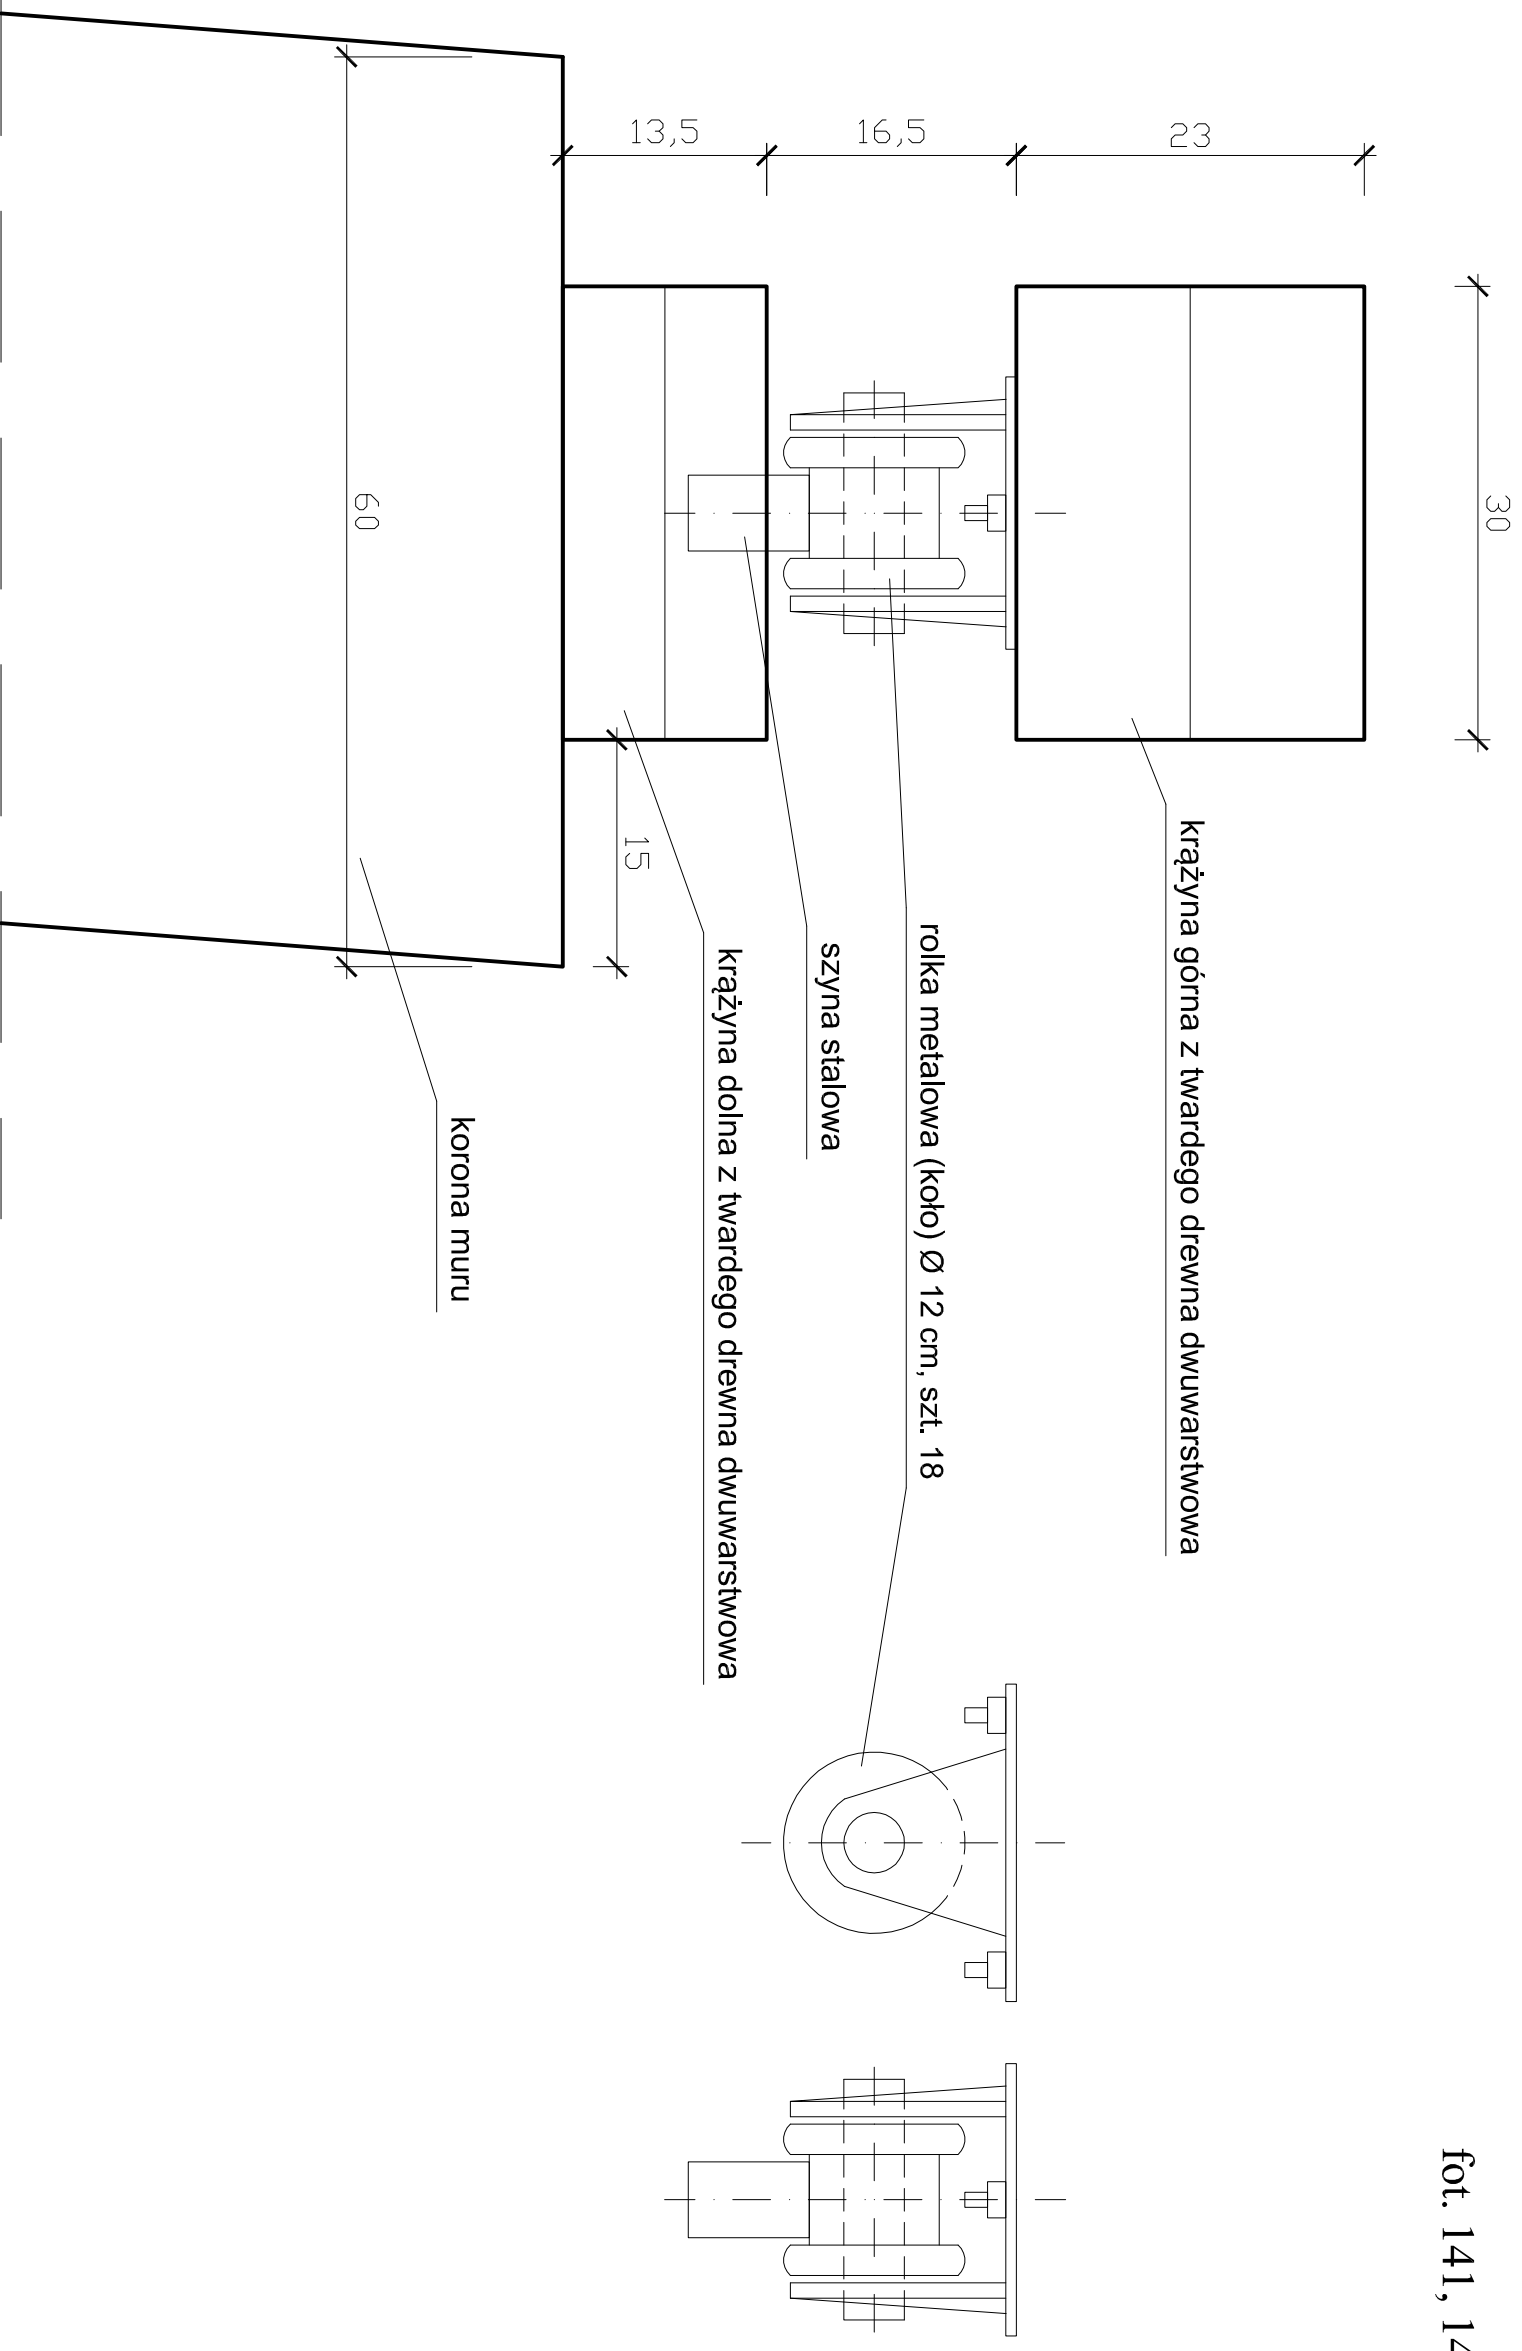 fot. 141, 14
30
23
krążyna górna z twardego drewna dwuwarstwowa
16,5
rolka metalowa (koło) Ø 12 cm, szt. 18
szyna stalowa
13,5
krążyna dolna z twardego drewna dwuwarstwowa
15
korona muru
60